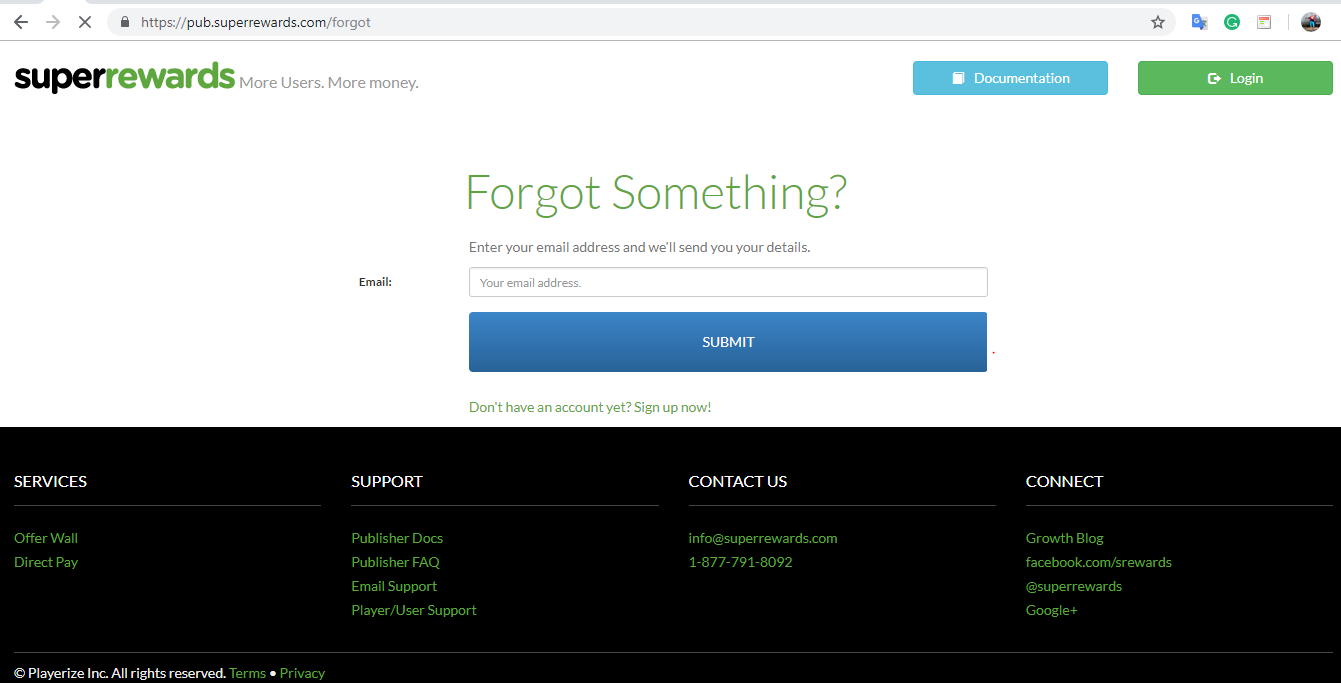 https://pub.superrewards.com/forgot
superrewards More Users. More money.
Documentation
Login
Forgot Something?
Enter your email address and we'll send you your details.
Email:
Your email address.
SUBMIT
Don't have an account yet? Sign up now!
SERVICES
Offer Wall
Direct Pay
SUPPORT
Publisher Docs
Publisher FAQ
Email Support
Player/User Support
CONTACT US
info@superrewards.com
1-877-791-8092
CONNECT
Growth Blog
facebook.com/srewards
@superrewards
Google+
© Playerize Inc. All rights reserved. Terms • Privacy